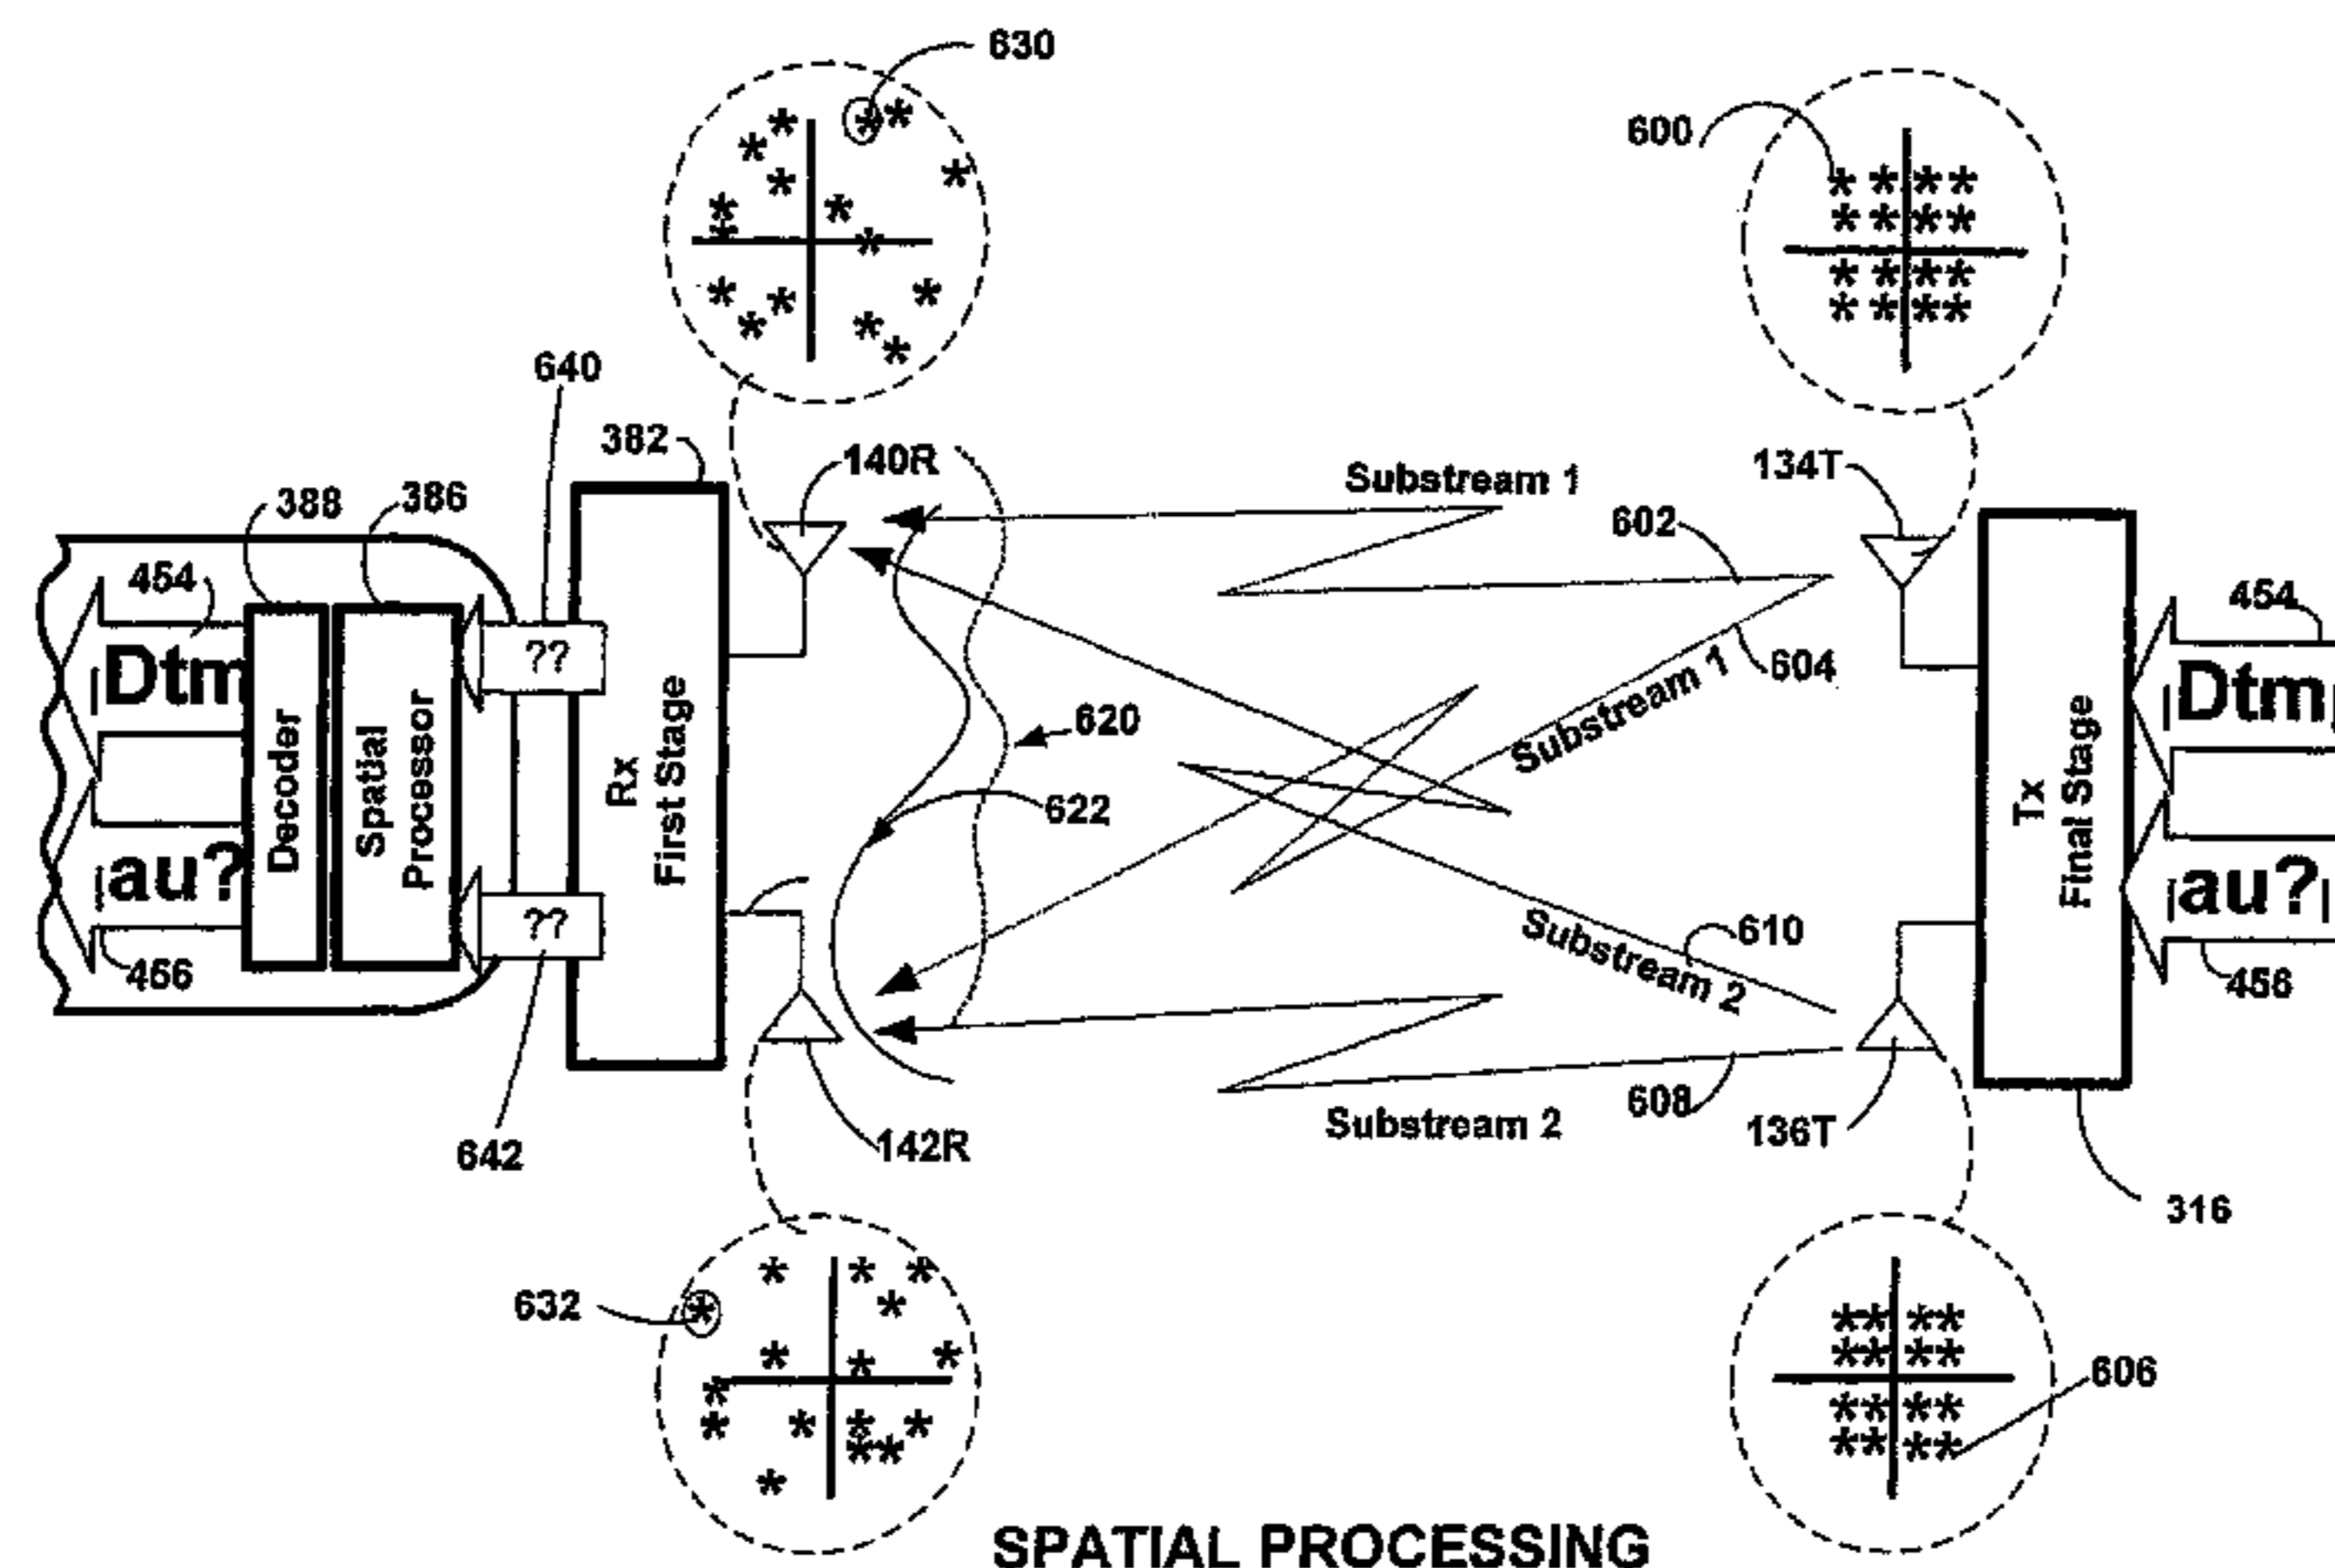 630
600
640
382
140R
Substream 1
134T
388
386
602
454
454
??
Dtm
604
Dtm
Substream 1
Decoder
Spatial
Processor
Rx
First Stage
620
Tx
Final Stage
622
au?
??
au?
Substream 2
610
456
456
608
642
142R
Substream 2
136T
316
632
606
SPATIAL PROCESSING